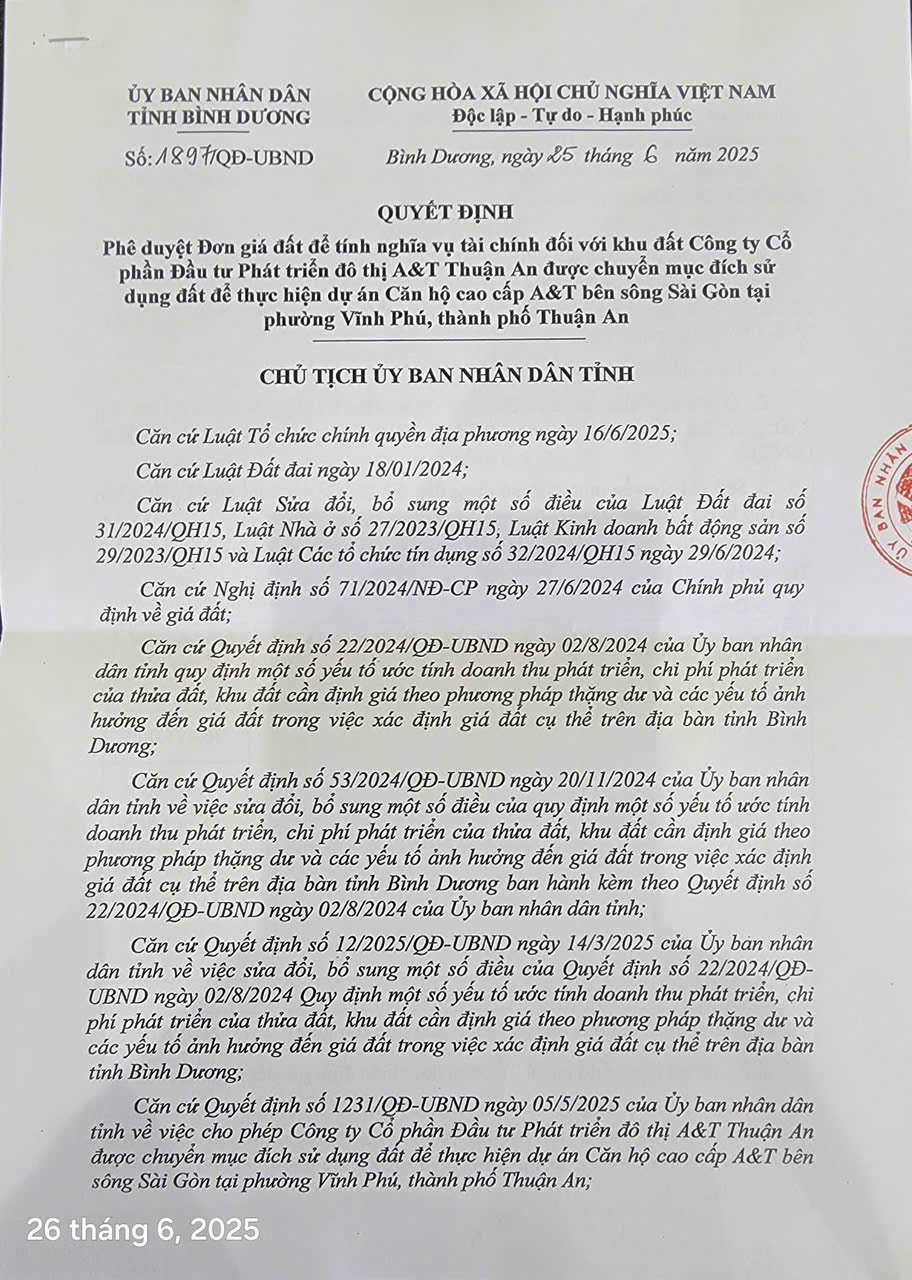 ỦY BAN NHÂN DÂN
TỈNH BÌNH DƯƠNG
CỘNG HÒA XÃ HỘI CHỦ NGHĨA VIỆT NAM
Độc lập - Tự do - Hạnh phúc
Số: 1897/QĐ-UBND
Bình Dương, ngày 25 tháng 6 năm 2025
QUYẾT ĐỊNH
Phê duyệt Đơn giá đất để tính nghĩa vụ tài chính đối với khu đất Công ty Cổ
phần Đầu tư Phát triển đô thị A&T Thuận An được chuyển mục đích sử
dụng đất để thực hiện dự án Căn hộ cao cấp A&T bên sông Sài Gòn tại
phường Vĩnh Phú, thành phố Thuận An
CHỦ TỊCH ỦY BAN NHÂN DÂN TỈNH
Căn cứ Luật Tổ chức chính quyền địa phương ngày 16/6/2025;
Căn cứ Luật Đất đai ngày 18/01/2024;
Căn cứ Luật Sửa đổi, bổ sung một số điều của Luật Đất đai số
31/2024/QH15, Luật Nhà ở số 27/2023/QH15; Luật Kinh doanh bất động sản số
29/2023/QH15 và Luật Các tổ chức tín dụng số 32/2024/QH15 ngày 29/6/2024;
Căn cứ Nghị định số 71/2024/NĐ-CP ngày 27/6/2024 của Chính phủ quy
định về giá đất;
Căn cứ Quyết định số 22/2024/QĐ-UBND ngày 02/8/2024 của Ủy ban nhân
dân tỉnh quy định một số yếu tố ước tính doanh thu phát triển, chi phí phát triển
của thửa đất, khu đất cần định giá theo phương pháp thặng dư và các yếu tố ảnh
hưởng đến giá đất trong việc xác định giá đất cụ thể trên địa bàn tỉnh Bình
Dương;
Căn cứ Quyết định số 53/2024/QĐ-UBND ngày 20/11/2024 của Ủy ban nhân
dân tỉnh về việc sửa đổi, bổ sung một số điều của quy định một số yếu tố ước tính
doanh thu phát triển, chi phí phát triển của thửa đất, khu đất cần định giá theo
phương pháp thặng dư và các yếu tố ảnh hưởng đến giá đất trong việc xác định
giá đất cụ thể trên địa bàn tỉnh Bình Dương ban hành kèm theo Quyết định số
22/2024/QĐ-UBND ngày 02/8/2024 của Ủy ban nhân dân tỉnh;
Căn cứ Quyết định số 12/2025/QĐ-UBND ngày 14/3/2025 của Ủy ban nhân
dân tỉnh về việc sửa đổi, bổ sung một số điều của Quyết định số 22/2024/QĐ-
UBND ngày 02/8/2024 Quy định một số yếu tố ước tính doanh thu phát triển, chi
phí phát triển của thửa đất, khu đất cần định giá theo phương pháp thặng dư và
các yếu tố ảnh hưởng đến giá đất trong việc xác định giá đất cụ thể trên địa bàn
tỉnh Bình Dương;
Căn cứ Quyết định số 1231/QĐ-UBND ngày 05/5/2025 của Ủy ban nhân dân
tỉnh về việc cho phép Công ty Cổ phần Đầu tư Phát triển đô thị A&T Thuận An
được chuyển mục đích sử dụng đất để thực hiện dự án Căn hộ cao cấp A&T bên
sông Sài Gòn tại phường Vĩnh Phú, thành phố Thuận An;
ỦY BAN NHÂN
26 tháng 6, 2025